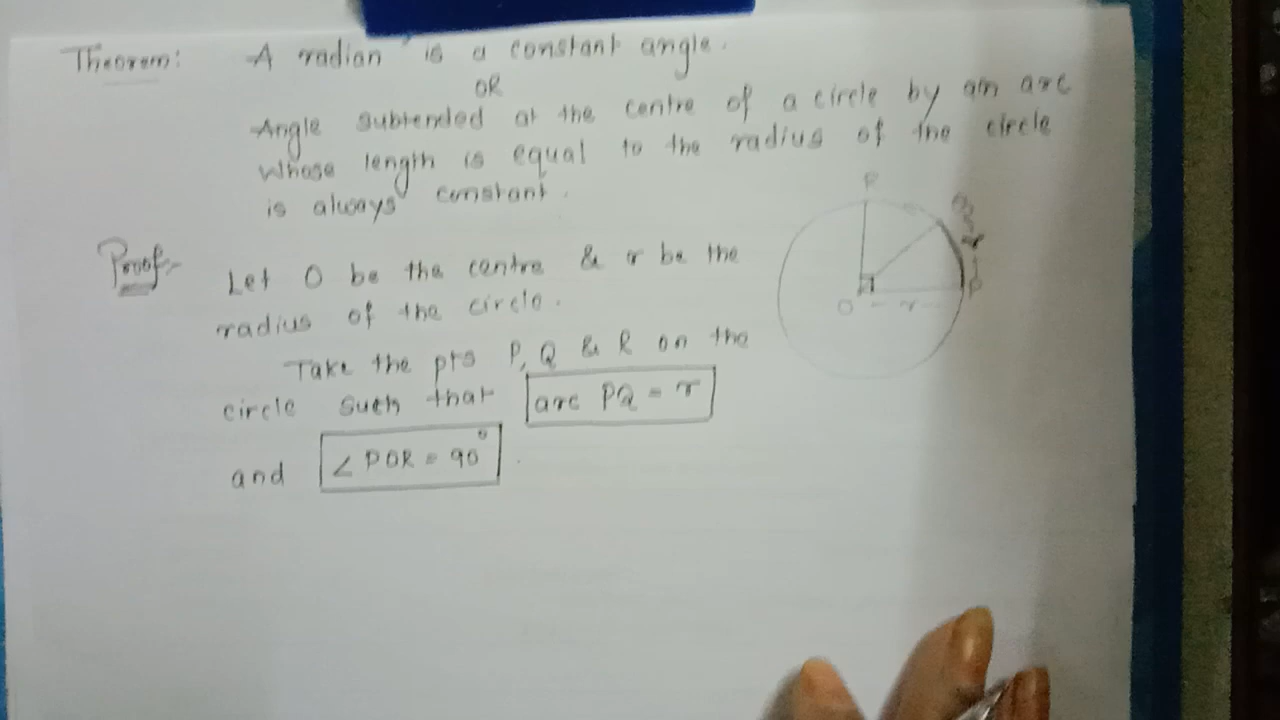 Theorem: A radian is a constant angle.
OR
Angle subtended at the centre of a circle by an arc
whose length is equal to the radius of the circle
is always constant.
Proof:-
Let O be the centre & r be the
radius of the circle.
Take the pts P, Q & R on the
circle such that arc PQ = r
and ∠POR = 90°.
R
Q
r
P
O
r